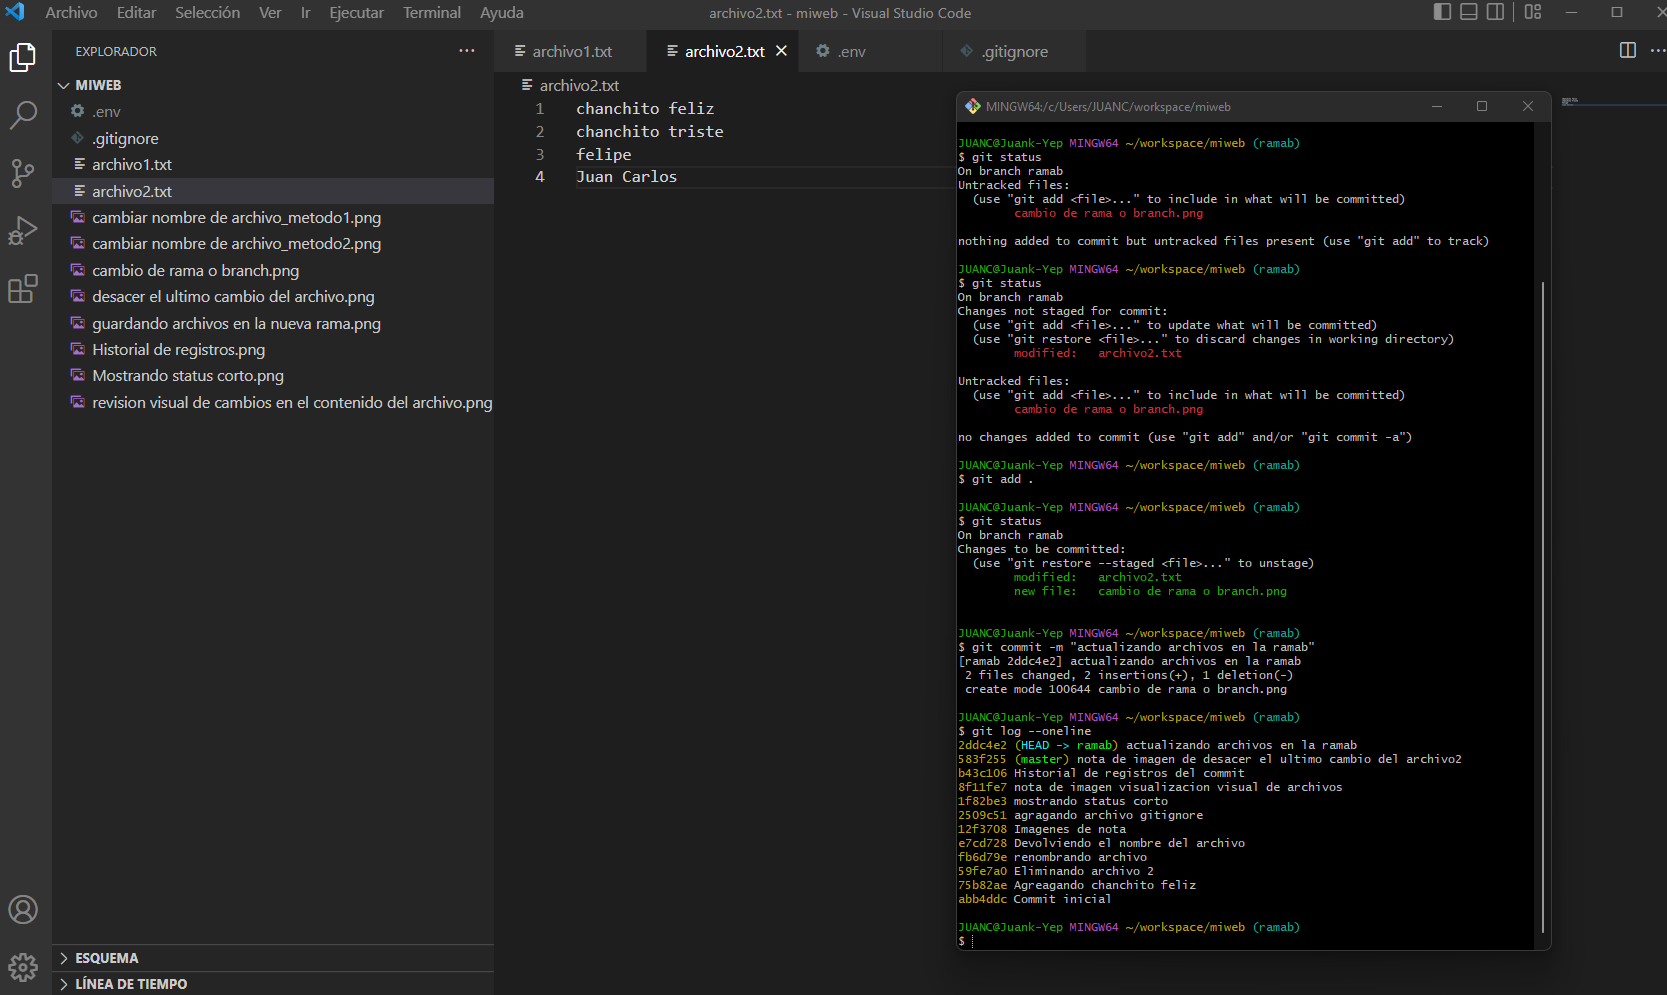 Archivo Editar Selección Ver Ir Ejecutar Terminal Ayuda
archivo2.txt - miweb - Visual Studio Code
EXPLORADOR
MIWEB
.env
.gitignore
archivo1.txt
archivo2.txt
cambiar nombre de archivo_metodo1.png
cambiar nombre de archivo_metodo2.png
cambio de rama o branch.png
desacer el ultimo cambio del archivo.png
guardando archivos en la nueva rama.png
Historial de registros.png
Mostrando status corto.png
revision visual de cambios en el contenido del archivo.png
ESQUEMA
LÍNEA DE TIEMPO
archivo1.txt archivo2.txt .env .gitignore
archivo2.txt
1 chanchito feliz
2 chanchito triste
3 felipe
4 Juan Carlos
MINGW64:/c/Users/JUANC/workspace/miweb
JUANC@Juank-Yep MINGW64 ~/workspace/miweb (ramab)
$ git status
On branch ramab
Untracked files:
(use "git add <file>..." to include in what will be committed)
cambio de rama o branch.png
nothing added to commit but untracked files present (use "git add" to track)
JUANC@Juank-Yep MINGW64 ~/workspace/miweb (ramab)
$ git status
On branch ramab
Changes not staged for commit:
(use "git add <file>..." to update what will be committed)
(use "git restore <file>..." to discard changes in working directory)
modified: archivo2.txt
Untracked files:
(use "git add <file>..." to include in what will be committed)
cambio de rama o branch.png
no changes added to commit (use "git add" and/or "git commit -a")
JUANC@Juank-Yep MINGW64 ~/workspace/miweb (ramab)
$ git add .
JUANC@Juank-Yep MINGW64 ~/workspace/miweb (ramab)
$ git status
On branch ramab
Changes to be committed:
(use "git restore --staged <file>..." to unstage)
modified: archivo2.txt
new file: cambio de rama o branch.png
JUANC@Juank-Yep MINGW64 ~/workspace/miweb (ramab)
$ git commit -m "actualizando archivos en la ramab"
[ramab 2ddc4e2] actualizando archivos en la ramab
2 files changed, 2 insertions(+), 1 deletion(-)
create mode 100644 cambio de rama o branch.png
JUANC@Juank-Yep MINGW64 ~/workspace/miweb (ramab)
$ git log --oneline
2ddc4e2 (HEAD -> ramab) actualizando archivos en la ramab
583f255 (master) nota de imagen de desacer el ultimo cambio del archivo2
b43c106 Historial de registros del commit
8f11fe7 nota de imagen visualizacion visual de archivos
1f82be3 mostrando status corto
2509c51 agragando archivo gitignore
12f3708 Imagenes de nota
e7cd728 Devolviendo el nombre del archivo
fb6d79e renombrando archivo
59fe7a0 Eliminando archivo 2
75b82ae Agreagando chanchito feliz
abb4ddc Commit inicial
JUANC@Juank-Yep MINGW64 ~/workspace/miweb (ramab)
$